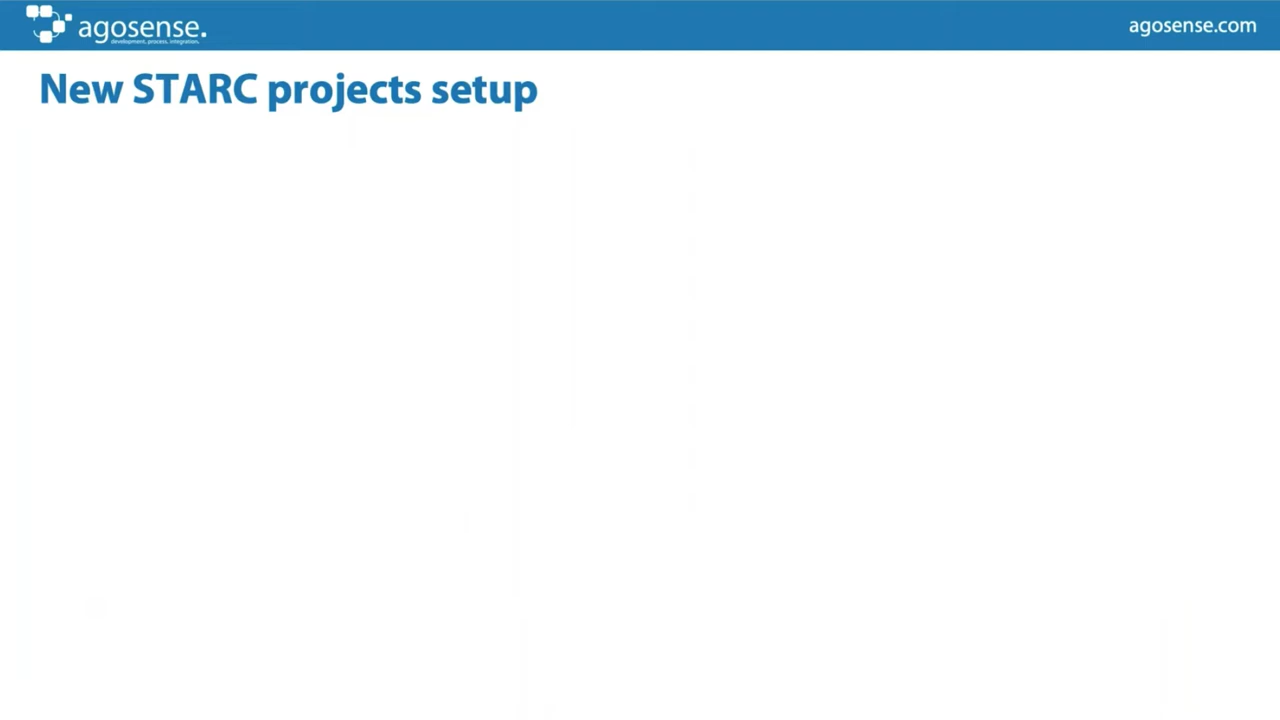 agosense.
development, process, integration.
agosense.com
New STARC projects setup